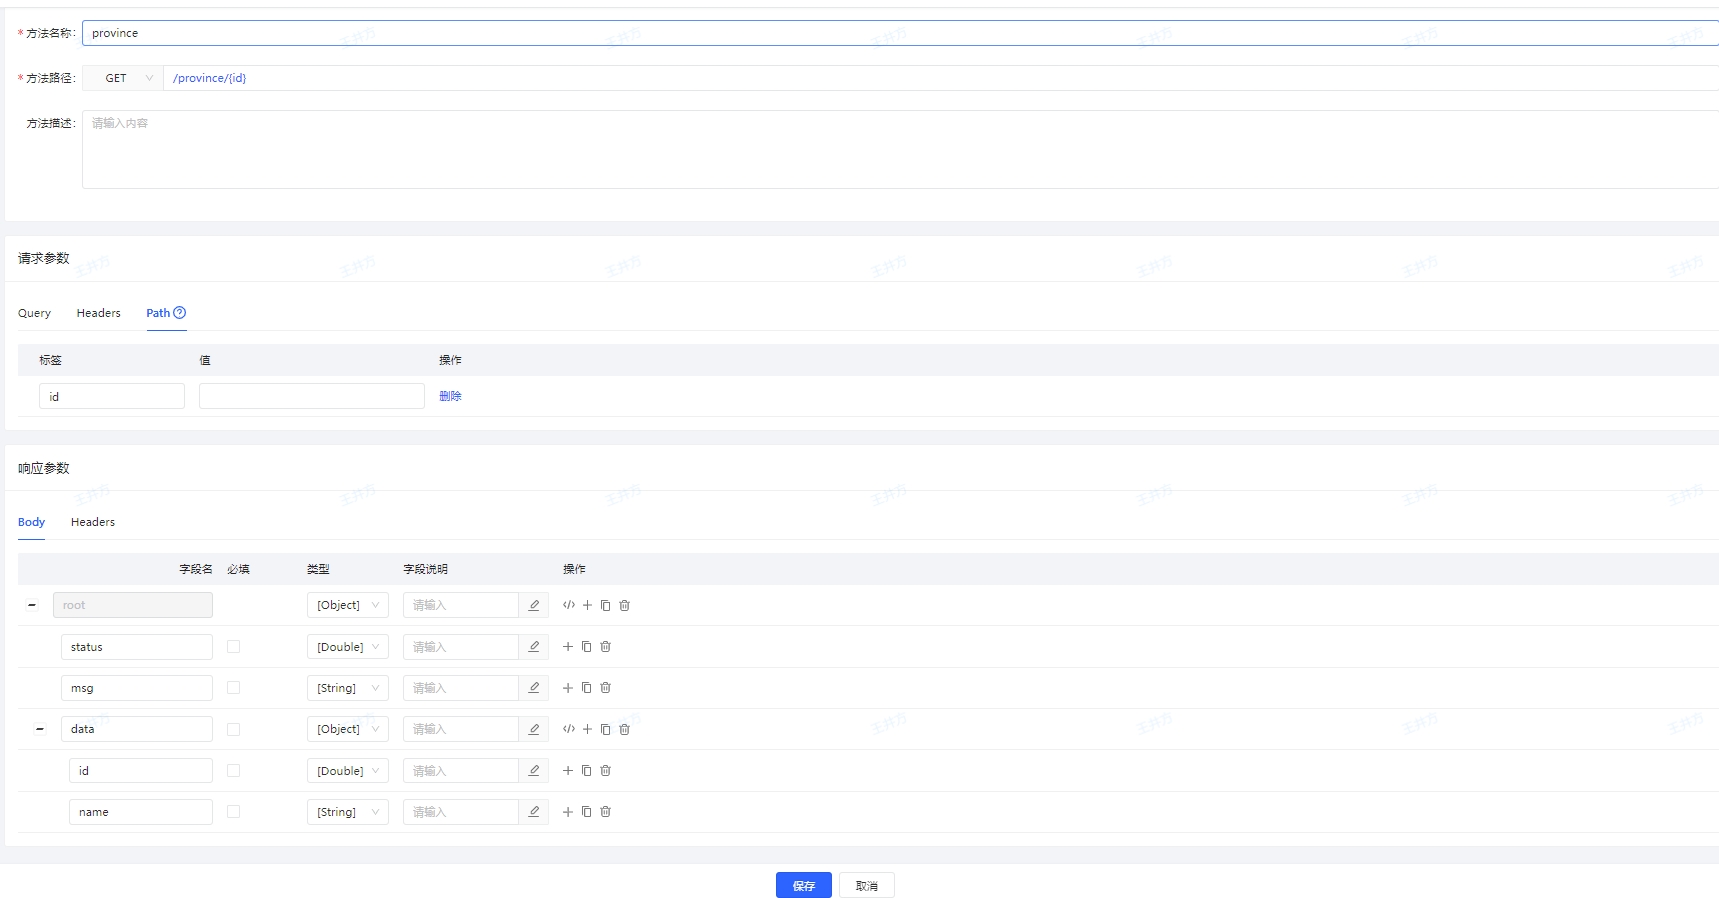 * 方法名称: province
* 方法路径: GET /province/{id}
方法描述: 请输入内容
请求参数
Query Headers Path
标签 值 操作
id 删除
响应参数
Body Headers
字段名 必填 类型 字段说明 操作
root [Object] 请输入
status [Double] 请输入
msg [String] 请输入
data [Object] 请输入
id [Double] 请输入
name [String] 请输入
保存 取消